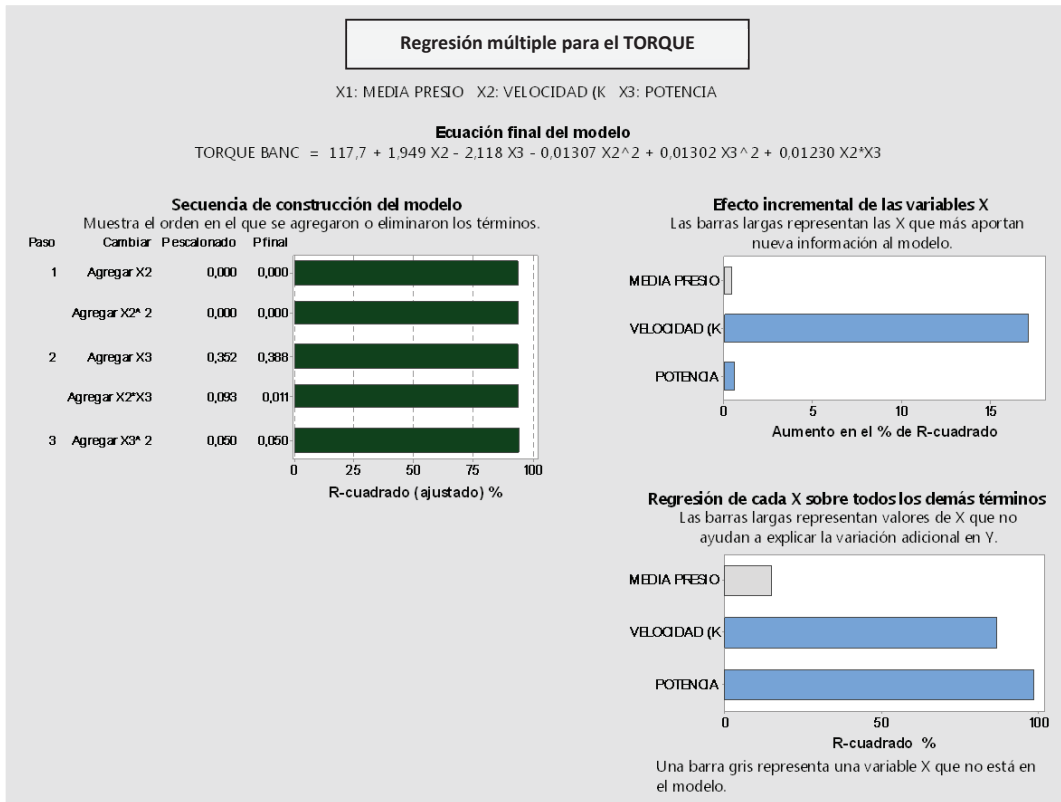 Regresión múltiple para el TORQUE
X1: MEDIA PRESIO X2: VELOCIDAD (K X3: POTENCIA
Ecuación final del modelo
TORQUE BANC = 117,7 + 1,949 X2 - 2,118 X3 - 0,01307 X2^2 + 0,01302 X3^2 + 0,01230 X2*X3
Secuencia de construcción del modelo
Muestra el orden en el que se agregaron o eliminaron los términos.
Paso Cambiar P escalonado P final
1 Agregar X2 0,000 0,000
Agregar X2^ 2 0,000 0,000
2 Agregar X3 0,352 0,388
Agregar X2*X3 0,093 0,011
3 Agregar X3^ 2 0,050 0,050
0 25 50 75 100
R-cuadrado (ajustado) %
Efecto incremental de las variables X
Las barras largas representan las X que más aportan
nueva información al modelo.
MEDIA PRESIO
VELOCIDAD (K
POTENCIA
0 5 10 15
Aumento en el % de R-cuadrado
Regresión de cada X sobre todos los demás términos
Las barras largas representan valores de X que no
ayudan a explicar la variación adicional en Y.
MEDIA PRESIO
VELOCIDAD (K
POTENCIA
0 50 100
R-cuadrado %
Una barra gris representa una variable X que no está en
el modelo.